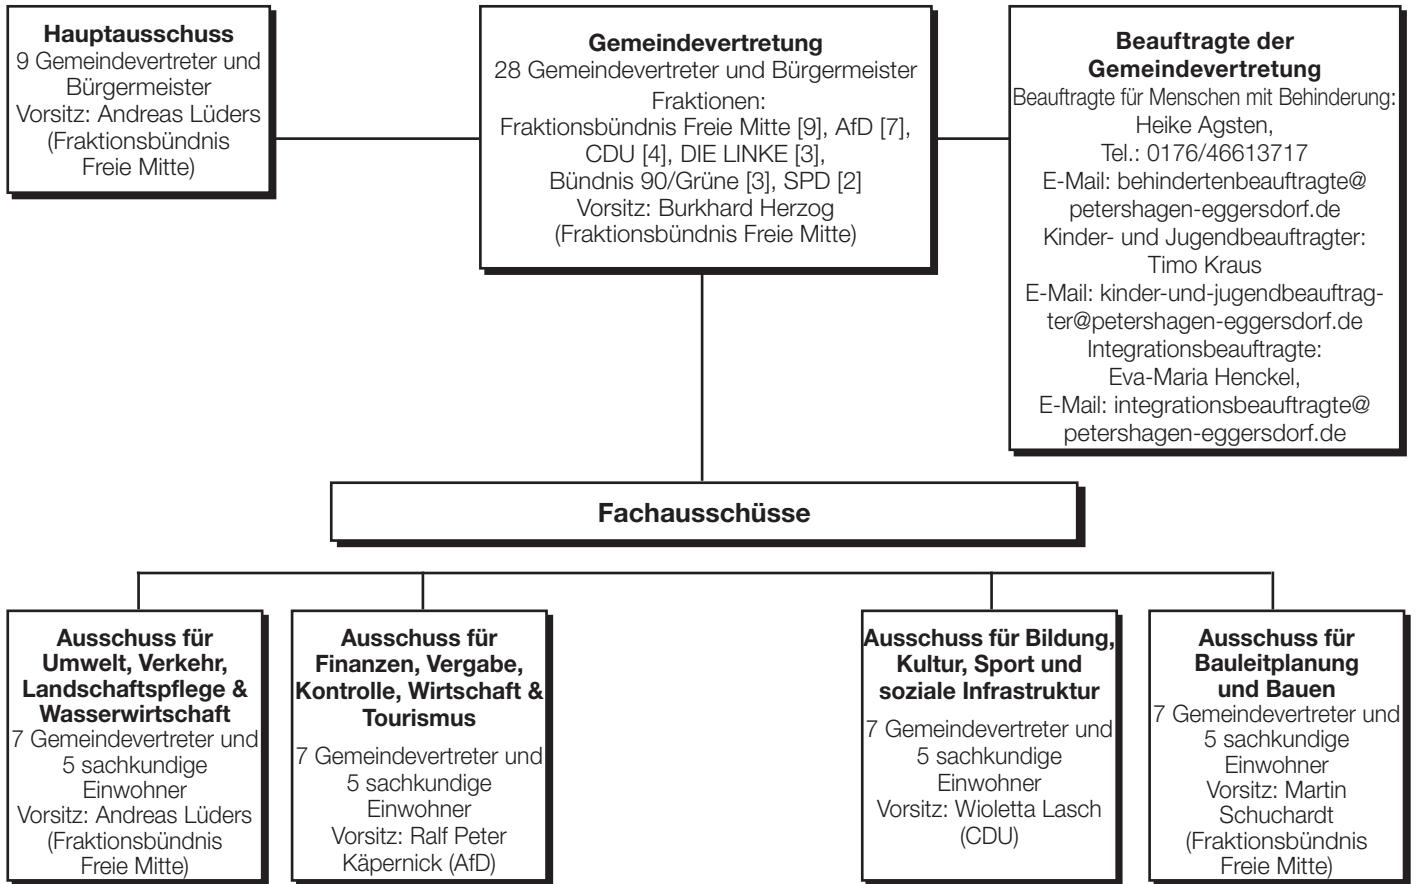 Hauptausschuss
9 Gemeindevertreter und
Bürgermeister
Vorsitz: Andreas Lüders
(Fraktionsbündnis
Freie Mitte)
Gemeindevertretung
28 Gemeindevertreter und Bürgermeister
Fraktionen:
Fraktionsbündnis Freie Mitte [9], AfD [7],
CDU [4], DIE LINKE [3],
Bündnis 90/Grüne [3], SPD [2]
Vorsitz: Burkhard Herzog
(Fraktionsbündnis Freie Mitte)
Beauftragte der
Gemeindevertretung
Beauftragte für Menschen mit Behinderung:
Heike Agsten,
Tel.: 0176/46613717
E-Mail: behindertenbeauftragte@
petershagen-eggersdorf.de
Kinder- und Jugendbeauftragter:
Timo Kraus
E-Mail: kinder-und-jugendbeauftrag-
ter@petershagen-eggersdorf.de
Integrationsbeauftragte:
Eva-Maria Henckel,
E-Mail: integrationsbeauftragte@
petershagen-eggersdorf.de
Fachausschüsse
Ausschuss für
Umwelt, Verkehr,
Landschaftspflege &
Wasserwirtschaft
7 Gemeindevertreter und
5 sachkundige
Einwohner
Vorsitz: Andreas Lüders
(Fraktionsbündnis
Freie Mitte)
Ausschuss für
Finanzen, Vergabe,
Kontrolle, Wirtschaft &
Tourismus
7 Gemeindevertreter und
5 sachkundige
Einwohner
Vorsitz: Ralf Peter
Käpernick (AfD)
Ausschuss für Bildung,
Kultur, Sport und
soziale Infrastruktur
7 Gemeindevertreter und
5 sachkundige
Einwohner
Vorsitz: Wioletta Lasch
(CDU)
Ausschuss für
Bauleitplanung
und Bauen
7 Gemeindevertreter und
5 sachkundige
Einwohner
Vorsitz: Martin
Schuchardt
(Fraktionsbündnis
Freie Mitte)